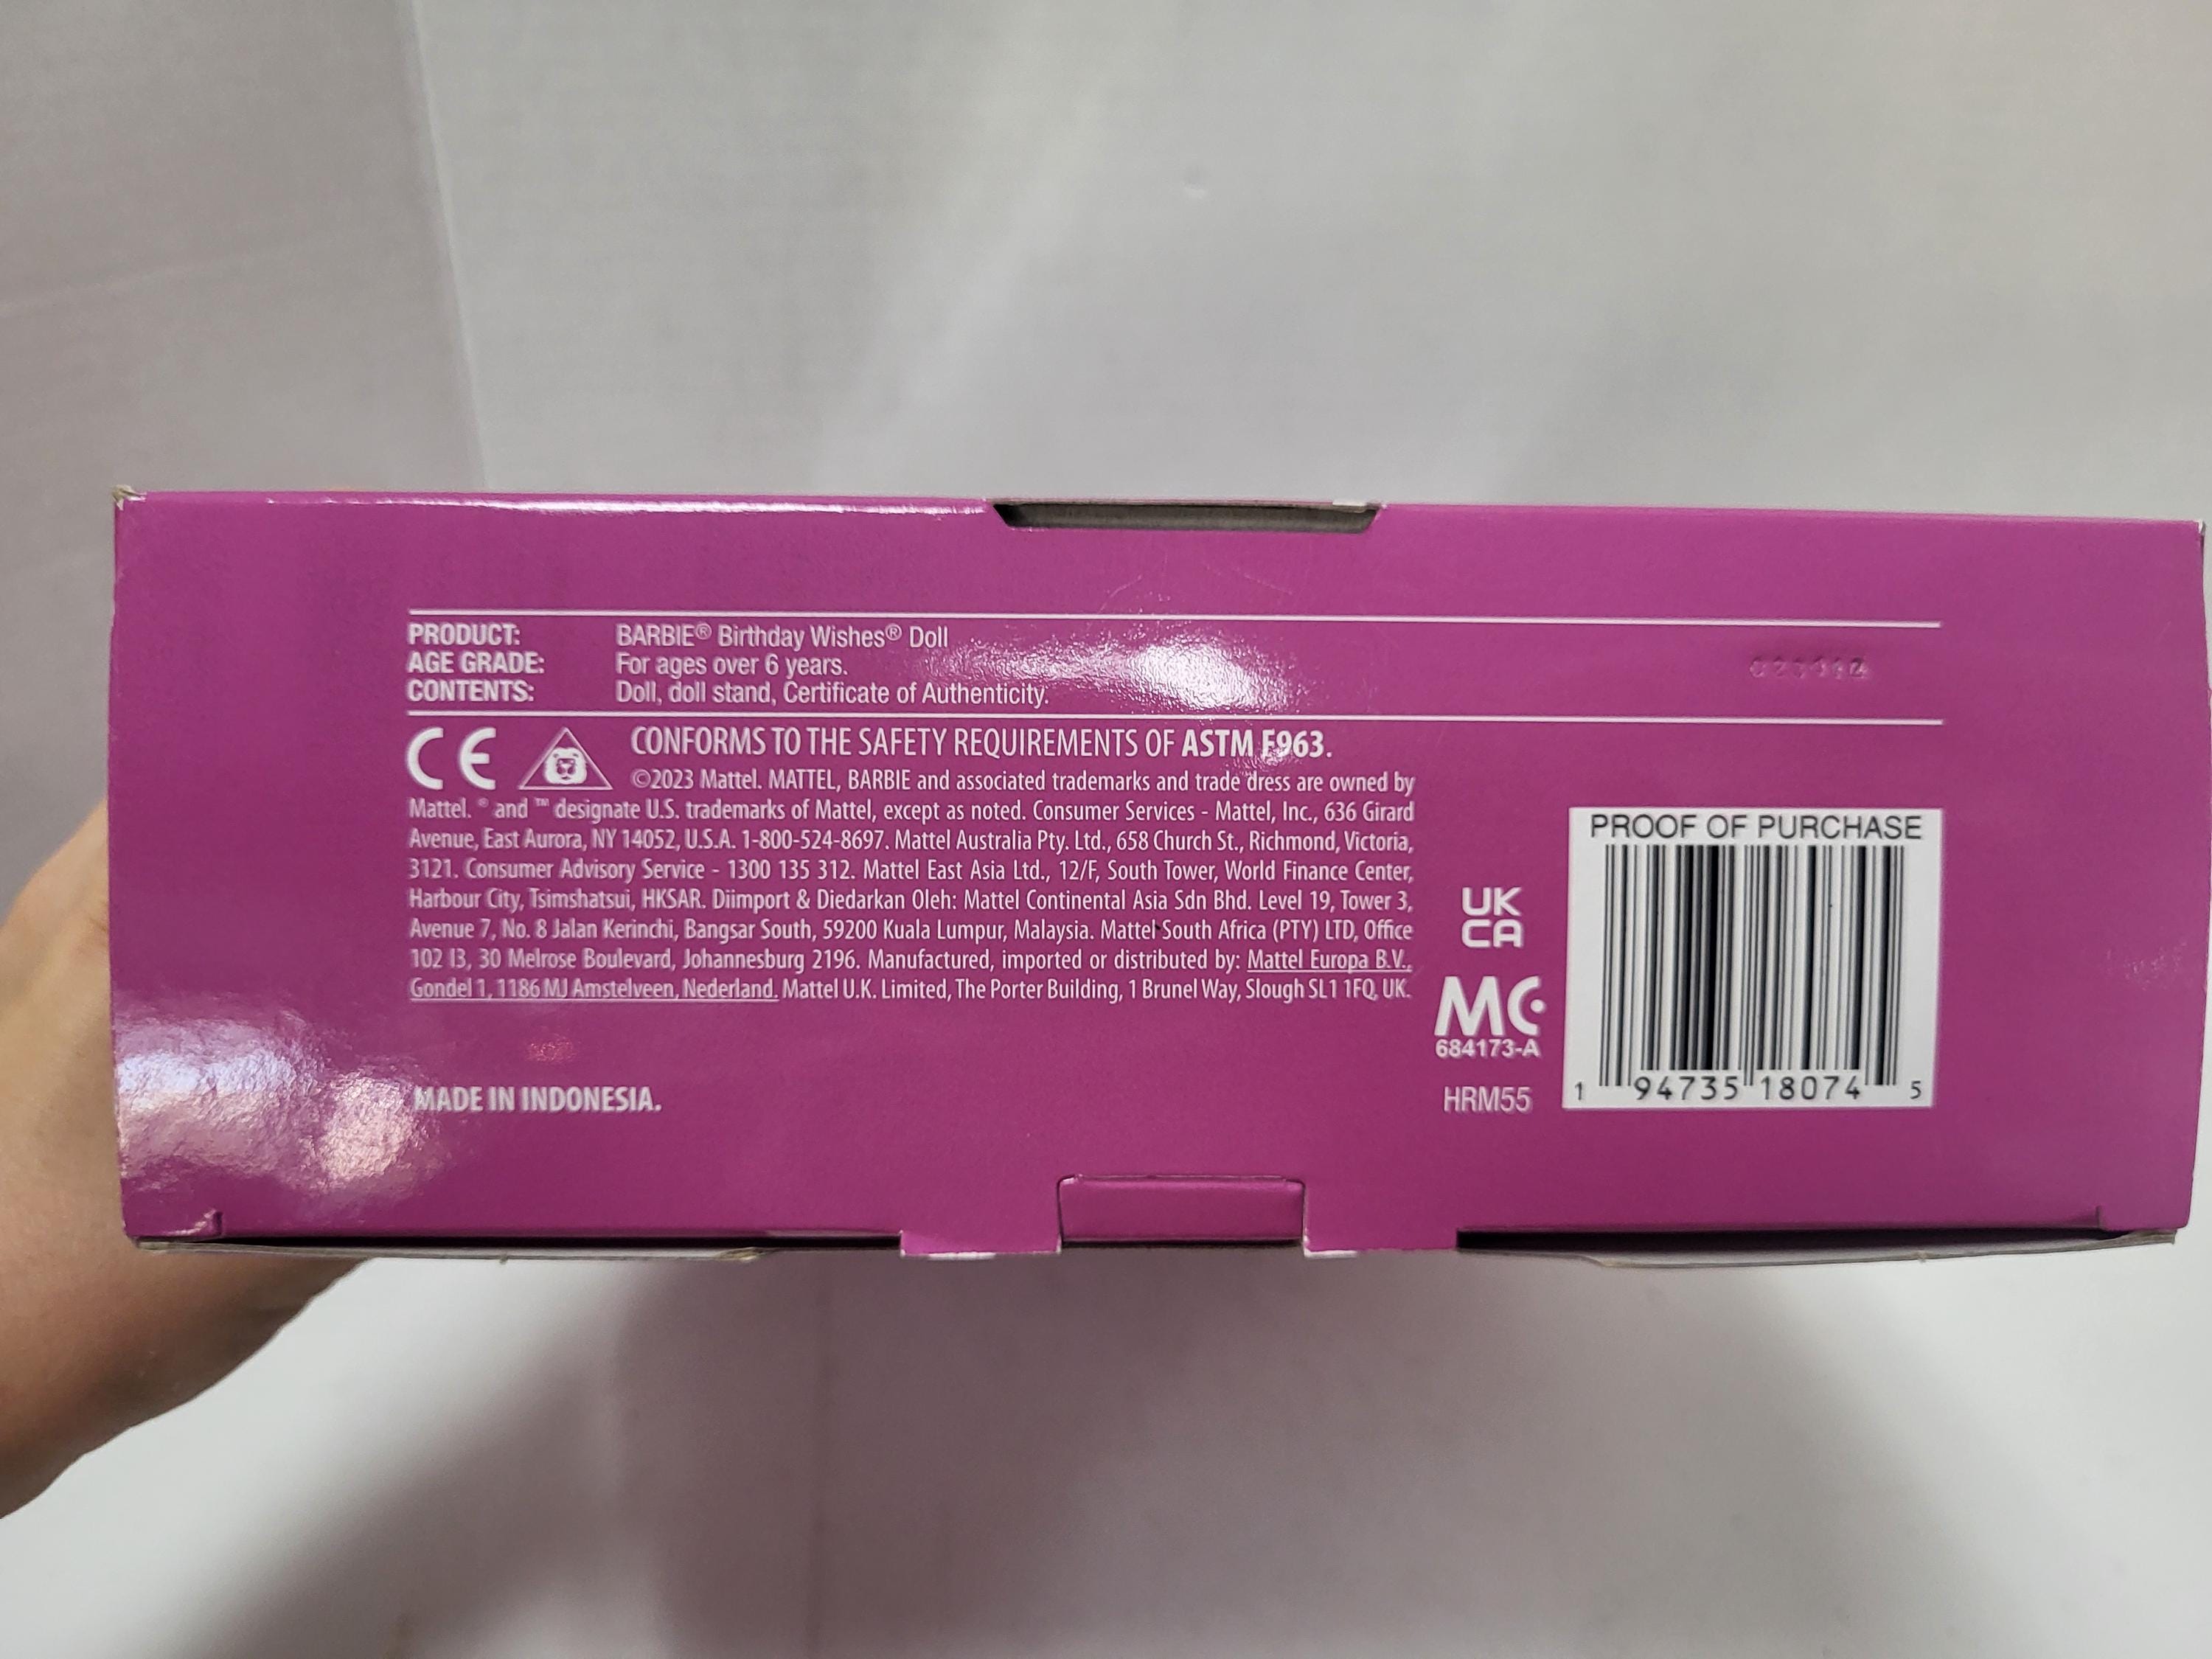 PRODUCT: BARBIE® Birthday Wishes® Doll
AGE GRADE: For ages over 6 years.
CONTENTS: Doll, doll stand, Certificate of Authenticity.
CE CONFORMS TO THE SAFETY REQUIREMENTS OF ASTM F963.
©2023 Mattel. MATTEL, BARBIE and associated trademarks and trade dress are owned by
Mattel. ® and ™ designate U.S. trademarks of Mattel, except as noted. Consumer Services - Mattel, Inc., 636 Girard
Avenue, East Aurora, NY 14052, U.S.A. 1-800-524-8697. Mattel Australia Pty. Ltd., 658 Church St., Richmond, Victoria,
3121. Consumer Advisory Service - 1300 135 312. Mattel East Asia Ltd., 12/F, South Tower, World Finance Center,
Harbour City, Tsimshatsui, HKSAR. Diimport & Diedarkan Oleh: Mattel Continental Asia Sdn Bhd. Level 19, Tower 3,
Avenue 7, No. 8 Jalan Kerinchi, Bangsar South, 59200 Kuala Lumpur, Malaysia. Mattel South Africa (PTY) LTD, Office
102 I3, 30 Melrose Boulevard, Johannesburg 2196. Manufactured, imported or distributed by: Mattel Europa B.V.,
Gondel 1, 1186 MJ Amstelveen, Nederland. Mattel U.K. Limited, The Porter Building, 1 Brunel Way, Slough SL1 1FQ, UK.
MADE IN INDONESIA.
UK
CA
MC
684173-A
HRM55
PROOF OF PURCHASE
1 94735 18074 5